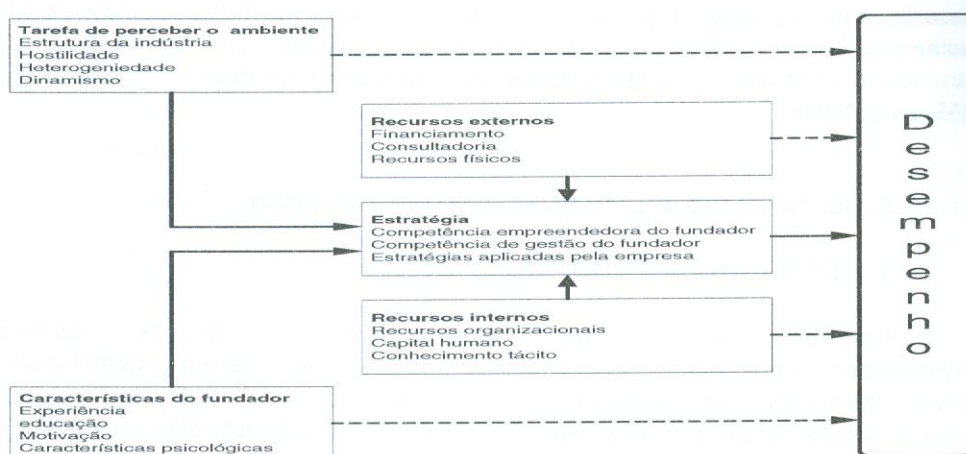 Tarefa de perceber o ambiente
Estrutura da indústria
Hostilidade
Heterogeniedade
Dinamismo
Recursos externos
Financiamento
Consultadoria
Recursos físicos
Estratégia
Competência empreendedora do fundador
Competência de gestão do fundador
Estratégias aplicadas pela empresa
Recursos internos
Recursos organizacionais
Capital humano
Conhecimento tácito
Características do fundador
Experiência
educação
Motivação
Características psicológicas
Desempenho